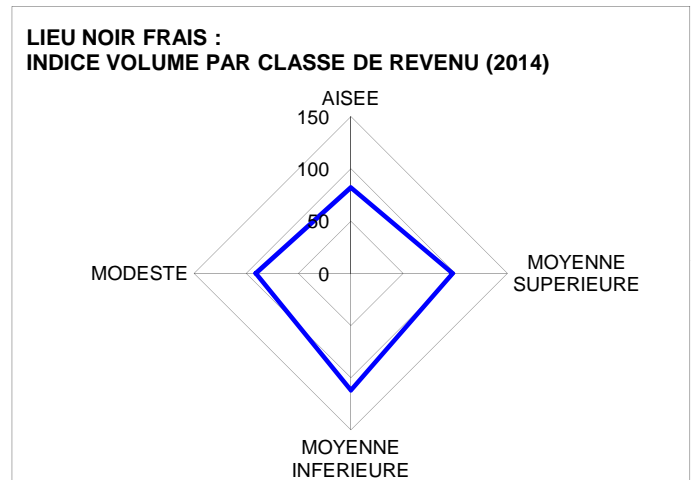 LIEU NOIR FRAIS :
INDICE VOLUME PAR CLASSE DE REVENU (2014)
AISEE
150
100
50
0
MODESTE
MOYENNE
SUPERIEURE
MOYENNE
INFERIEURE